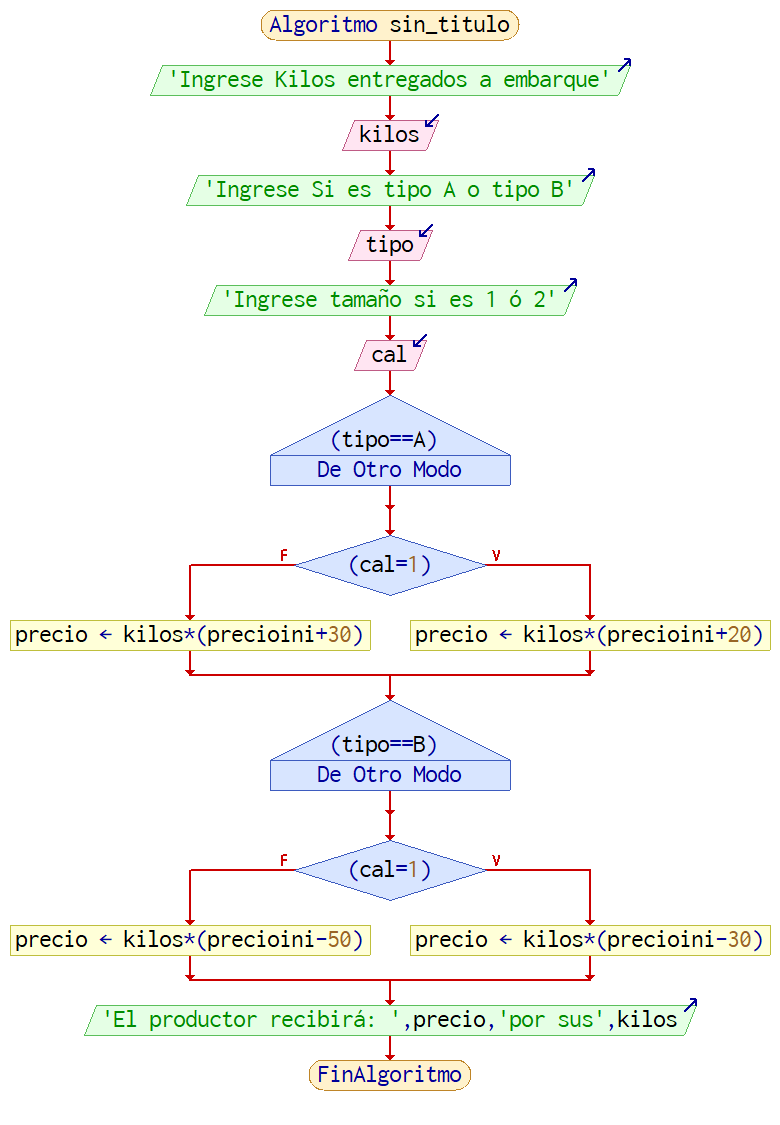 Algoritmo sin_titulo
'Ingrese Kilos entregados a embarque'
kilos
'Ingrese Si es tipo A o tipo B'
tipo
'Ingrese tamaño si es 1 ó 2'
cal
(tipo==A)
De Otro Modo
F
(cal=1)
V
precio ← kilos*(precioini+30)
precio ← kilos*(precioini+20)
(tipo==B)
De Otro Modo
F
(cal=1)
V
precio ← kilos*(precioini-50)
precio ← kilos*(precioini-30)
'El productor recibirá: ',precio,'por sus',kilos
FinAlgoritmo